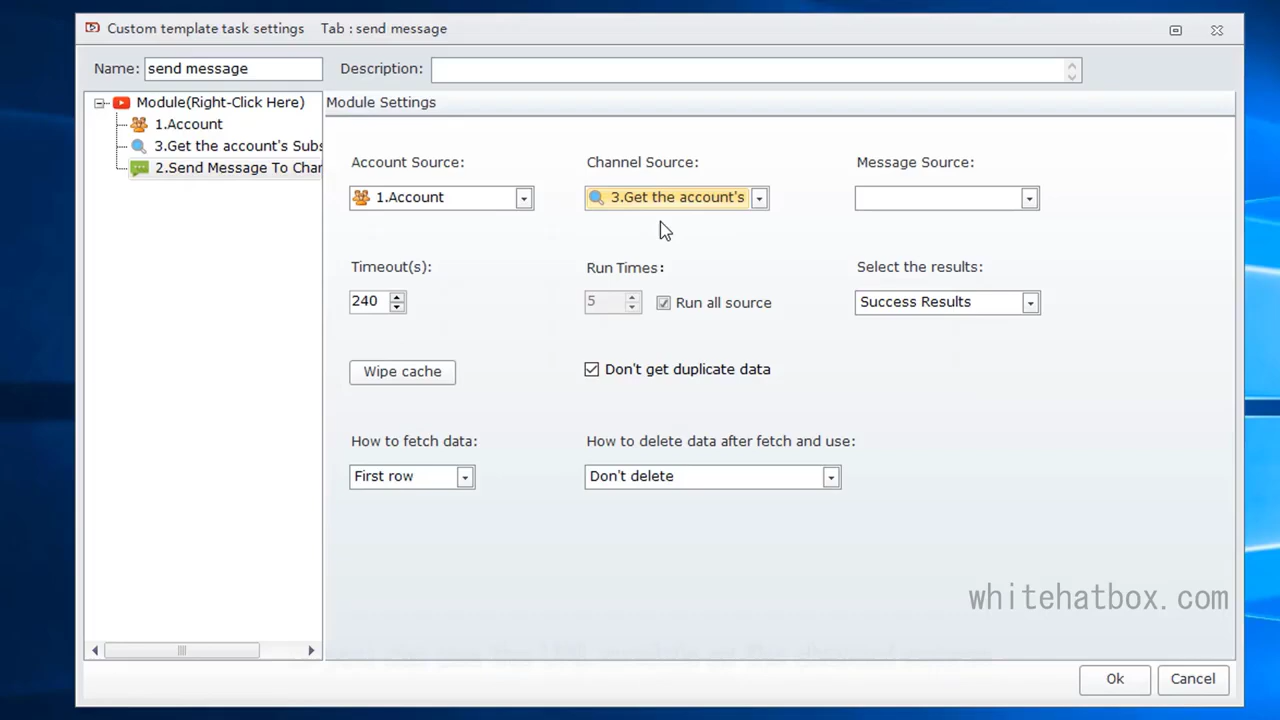 Custom template task settings Tab : send message
Name: send message Description:
Module(Right-Click Here)
1.Account
3.Get the account's Subs
2.Send Message To Chan
Module Settings
Account Source: Channel Source: Message Source:
1.Account 3.Get the account's
Timeout(s): Run Times: Select the results:
240 5 Run all source Success Results
Wipe cache Don't get duplicate data
How to fetch data: How to delete data after fetch and use:
First row Don't delete
whitehatbox.com
Ok Cancel